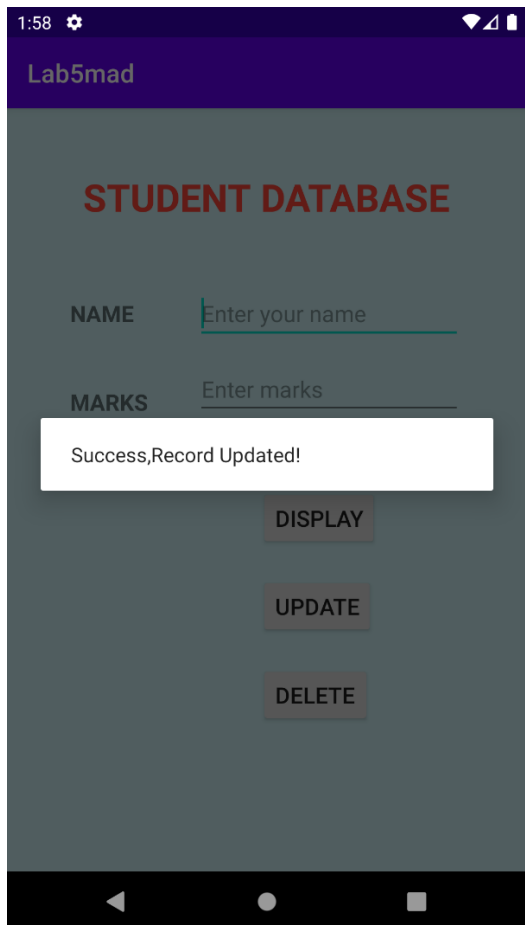 1:58
Lab5mad
STUDENT DATABASE
NAME
Enter your name
MARKS
Enter marks
Success,Record Updated!
DISPLAY
UPDATE
DELETE